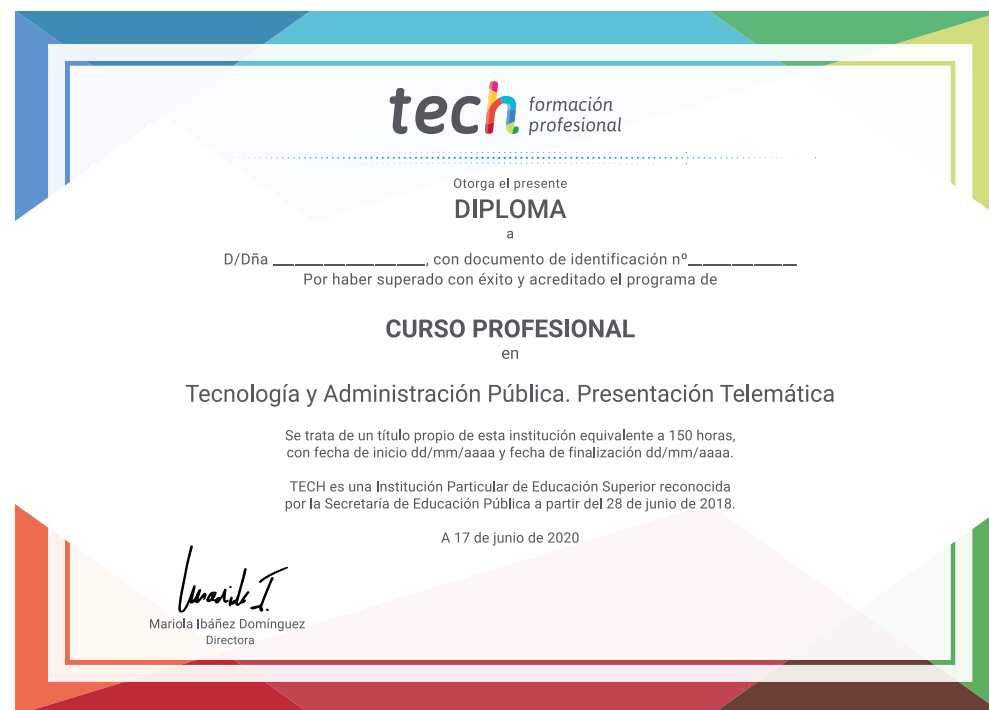 tech formación
profesional
Otorga el presente
DIPLOMA
a
D/Dña ____________________, con documento de identificación nº______________
Por haber superado con éxito y acreditado el programa de
CURSO PROFESIONAL
en
Tecnología y Administración Pública. Presentación Telemática
Se trata de un título propio de esta institución equivalente a 150 horas,
con fecha de inicio dd/mm/aaaa y fecha de finalización dd/mm/aaaa.
TECH es una Institución Particular de Educación Superior reconocida
por la Secretaría de Educación Pública a partir del 28 de junio de 2018.
A 17 de junio de 2020
Mariola I.
Mariola Ibáñez Domínguez
Directora